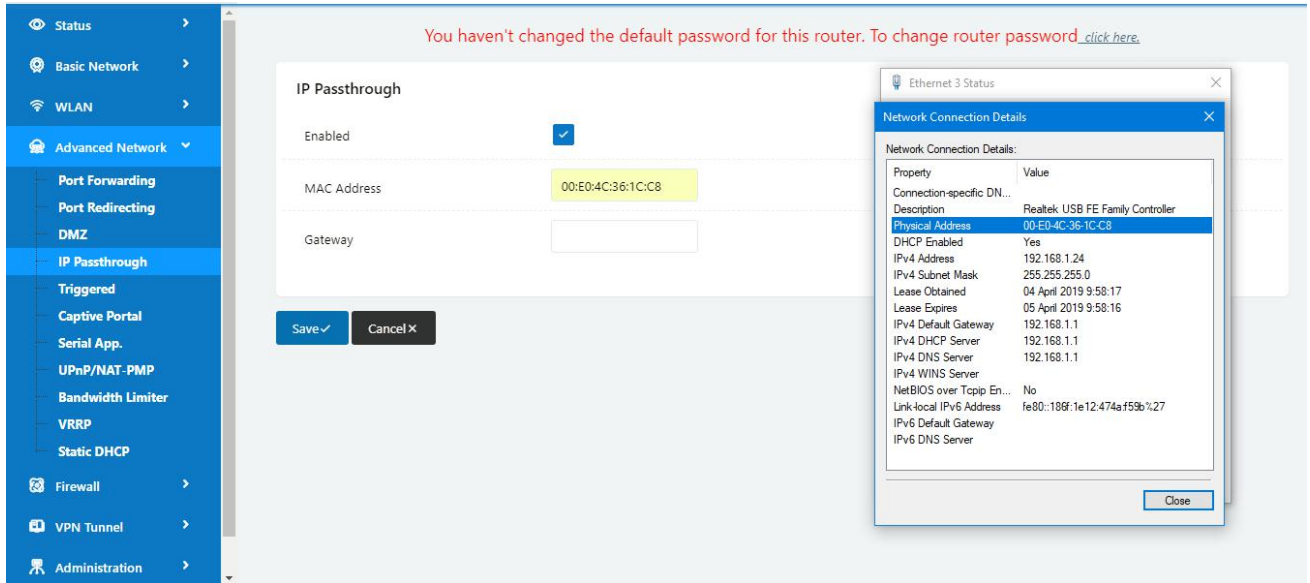 Status
Basic Network
WLAN
Advanced Network
Port Forwarding
Port Redirecting
DMZ
IP Passthrough
Triggered
Captive Portal
Serial App.
UPnP/NAT-PMP
Bandwidth Limiter
VRRP
Static DHCP
Firewall
VPN Tunnel
Administration
You haven't changed the default password for this router. To change router password click here.
IP Passthrough
Enabled
MAC Address 00:E0:4C:36:1C:C8
Gateway
Save Cancel
Ethernet 3 Status
Network Connection Details
Network Connection Details:
Property Value
Connection-specific DN...
Description Realtek USB FE Family Controller
Physical Address 00-E0-4C-36-1C-C8
DHCP Enabled Yes
IPv4 Address 192.168.1.24
IPv4 Subnet Mask 255.255.255.0
Lease Obtained 04 April 2019 9:58:17
Lease Expires 05 April 2019 9:58:16
IPv4 Default Gateway 192.168.1.1
IPv4 DHCP Server 192.168.1.1
IPv4 DNS Server 192.168.1.1
IPv4 WINS Server
NetBIOS over Tcpip En... No
Link-local IPv6 Address fe80::186f:1e12:474a:f59b%27
IPv6 Default Gateway
IPv6 DNS Server
Close